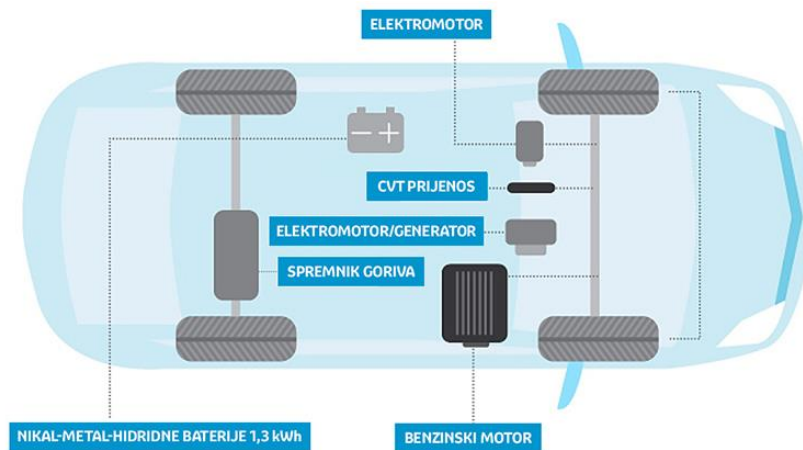 ELEKTROMOTOR
CVT PRIJENOS
ELEKTROMOTOR/GENERATOR
SPREMNIK GORIVA
NIKAL-METAL-HIDRIDNE BATERIJE 1,3 kWh
BENZINSKI MOTOR